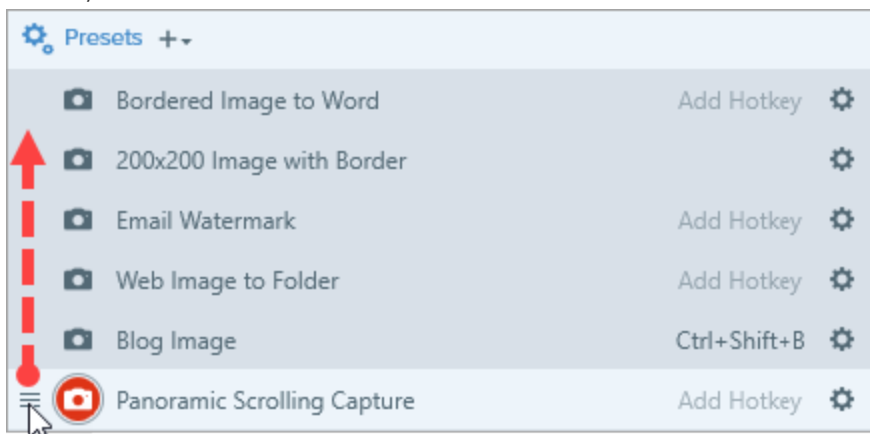 Presets
Bordered Image to Word Add Hotkey
200x200 Image with Border
Email Watermark Add Hotkey
Web Image to Folder Add Hotkey
Blog Image Ctrl+Shift+B
Panoramic Scrolling Capture Add Hotkey